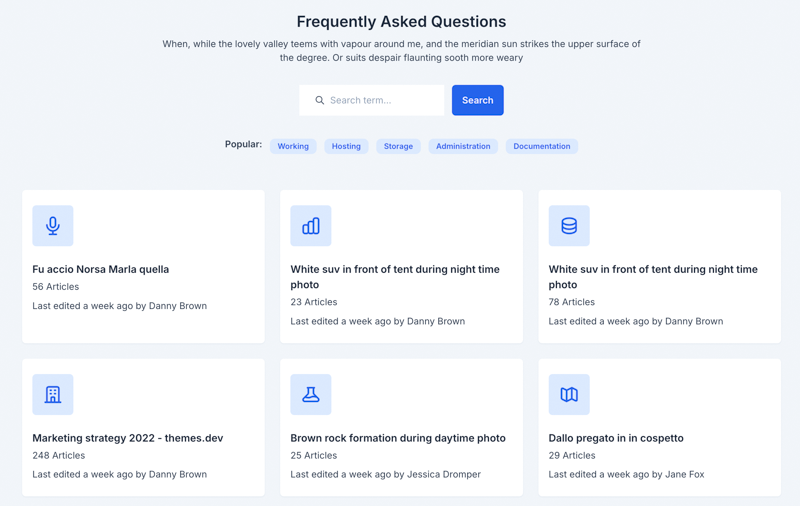 Frequently Asked Questions
When, while the lovely valley teems with vapour around me, and the meridian sun strikes the upper surface of
the degree. Or suits despair flaunting sooth more weary
Search term...
Search
Popular:
Working
Hosting
Storage
Administration
Documentation
Fu accio Norsa Marla quella
56 Articles
Last edited a week ago by Danny Brown
White suv in front of tent during night time
photo
23 Articles
Last edited a week ago by Danny Brown
White suv in front of tent during night time
photo
78 Articles
Last edited a week ago by Danny Brown
Marketing strategy 2022 - themes.dev
248 Articles
Last edited a week ago by Danny Brown
Brown rock formation during daytime photo
25 Articles
Last edited a week ago by Jessica Dromper
Dallo pregato in in cospetto
29 Articles
Last edited a week ago by Jane Fox